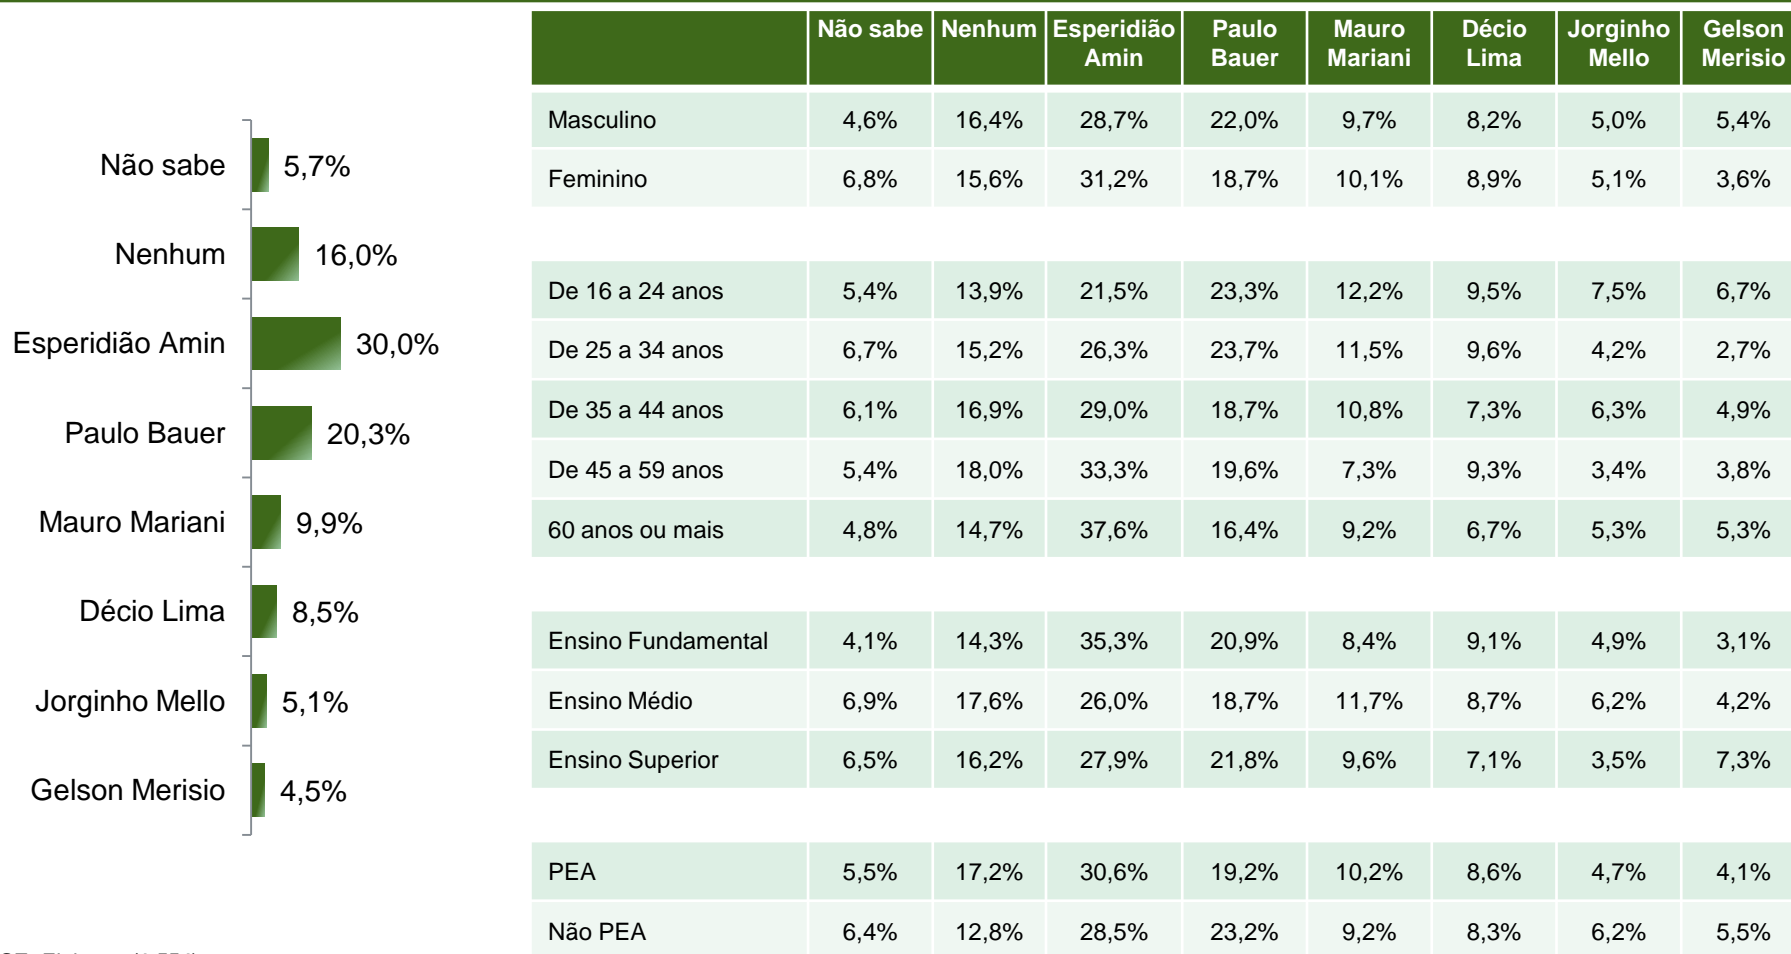 Não sabe 5,7%
Nenhum 16,0%
Esperidião Amin 30,0%
Paulo Bauer 20,3%
Mauro Mariani 9,9%
Décio Lima 8,5%
Jorginho Mello 5,1%
Gelson Merisio 4,5%
Não sabe Nenhum Esperidião Amin Paulo Bauer Mauro Mariani Décio Lima Jorginho Mello Gelson Merisio
Masculino 4,6% 16,4% 28,7% 22,0% 9,7% 8,2% 5,0% 5,4%
Feminino 6,8% 15,6% 31,2% 18,7% 10,1% 8,9% 5,1% 3,6%
De 16 a 24 anos 5,4% 13,9% 21,5% 23,3% 12,2% 9,5% 7,5% 6,7%
De 25 a 34 anos 6,7% 15,2% 26,3% 23,7% 11,5% 9,6% 4,2% 2,7%
De 35 a 44 anos 6,1% 16,9% 29,0% 18,7% 10,8% 7,3% 6,3% 4,9%
De 45 a 59 anos 5,4% 18,0% 33,3% 19,6% 7,3% 9,3% 3,4% 3,8%
60 anos ou mais 4,8% 14,7% 37,6% 16,4% 9,2% 6,7% 5,3% 5,3%
Ensino Fundamental 4,1% 14,3% 35,3% 20,9% 8,4% 9,1% 4,9% 3,1%
Ensino Médio 6,9% 17,6% 26,0% 18,7% 11,7% 8,7% 6,2% 4,2%
Ensino Superior 6,5% 16,2% 27,9% 21,8% 9,6% 7,1% 3,5% 7,3%
PEA 5,5% 17,2% 30,6% 19,2% 10,2% 8,6% 4,7% 4,1%
Não PEA 6,4% 12,8% 28,5% 23,2% 9,2% 8,3% 6,2% 5,5%